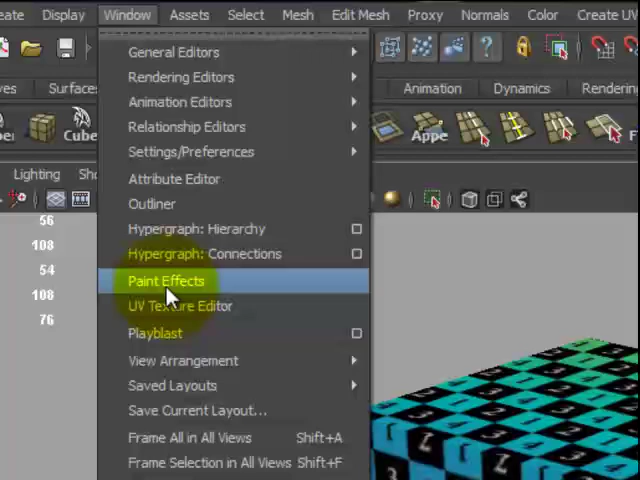 eate Display Window Assets Select Mesh Edit Mesh Proxy Normals Color Create UV
ves Surfaces Animation Dynamics Rendering
Cube Appe F
Lighting
56
108
54
108
76
General Editors
Rendering Editors
Animation Editors
Relationship Editors
Settings/Preferences
Attribute Editor
Outliner
Hypergraph: Hierarchy
Hypergraph: Connections
Paint Effects
UV Texture Editor
Playblast
View Arrangement
Saved Layouts
Save Current Layout...
Frame All in All Views Shift+A
Frame Selection in All Views Shift+F